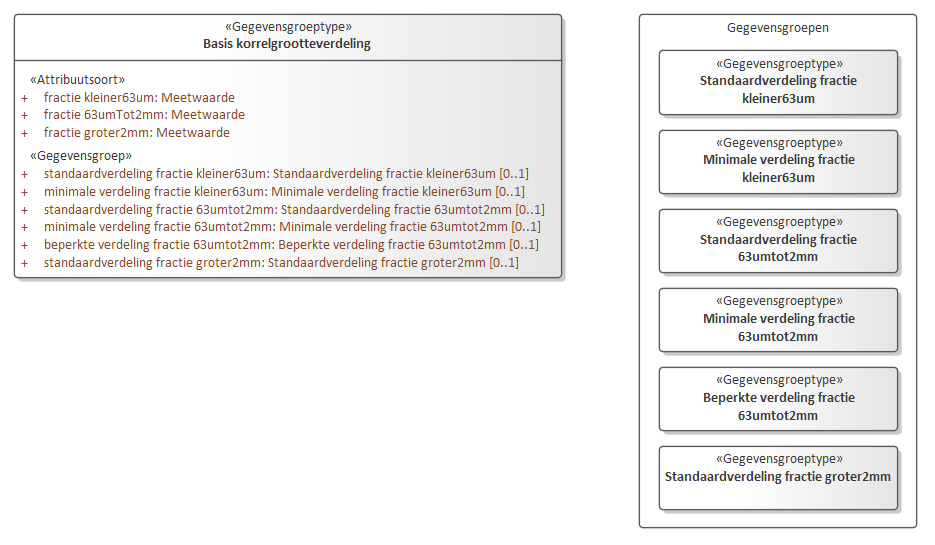 «Gegevensgroeptype»
Basis korrelgrootteverdeling
«Attribuutsoort»
+ fractie kleiner63um: Meetwaarde
+ fractie 63umTot2mm: Meetwaarde
+ fractie groter2mm: Meetwaarde
«Gegevensgroep»
+ standaardverdeling fractie kleiner63um: Standaardverdeling fractie kleiner63um [0..1]
+ minimale verdeling fractie kleiner63um: Minimale verdeling fractie kleiner63um [0..1]
+ standaardverdeling fractie 63umtot2mm: Standaardverdeling fractie 63umtot2mm [0..1]
+ minimale verdeling fractie 63umtot2mm: Minimale verdeling fractie 63umtot2mm [0..1]
+ beperkte verdeling fractie 63umtot2mm: Beperkte verdeling fractie 63umtot2mm [0..1]
+ standaardverdeling fractie groter2mm: Standaardverdeling fractie groter2mm [0..1]
Gegevensgroepen
«Gegevensgroeptype»
Standaardverdeling fractie
kleiner63um
«Gegevensgroeptype»
Minimale verdeling fractie
kleiner63um
«Gegevensgroeptype»
Standaardverdeling fractie
63umtot2mm
«Gegevensgroeptype»
Minimale verdeling fractie
63umtot2mm
«Gegevensgroeptype»
Beperkte verdeling fractie
63umtot2mm
«Gegevensgroeptype»
Standaardverdeling fractie groter2mm